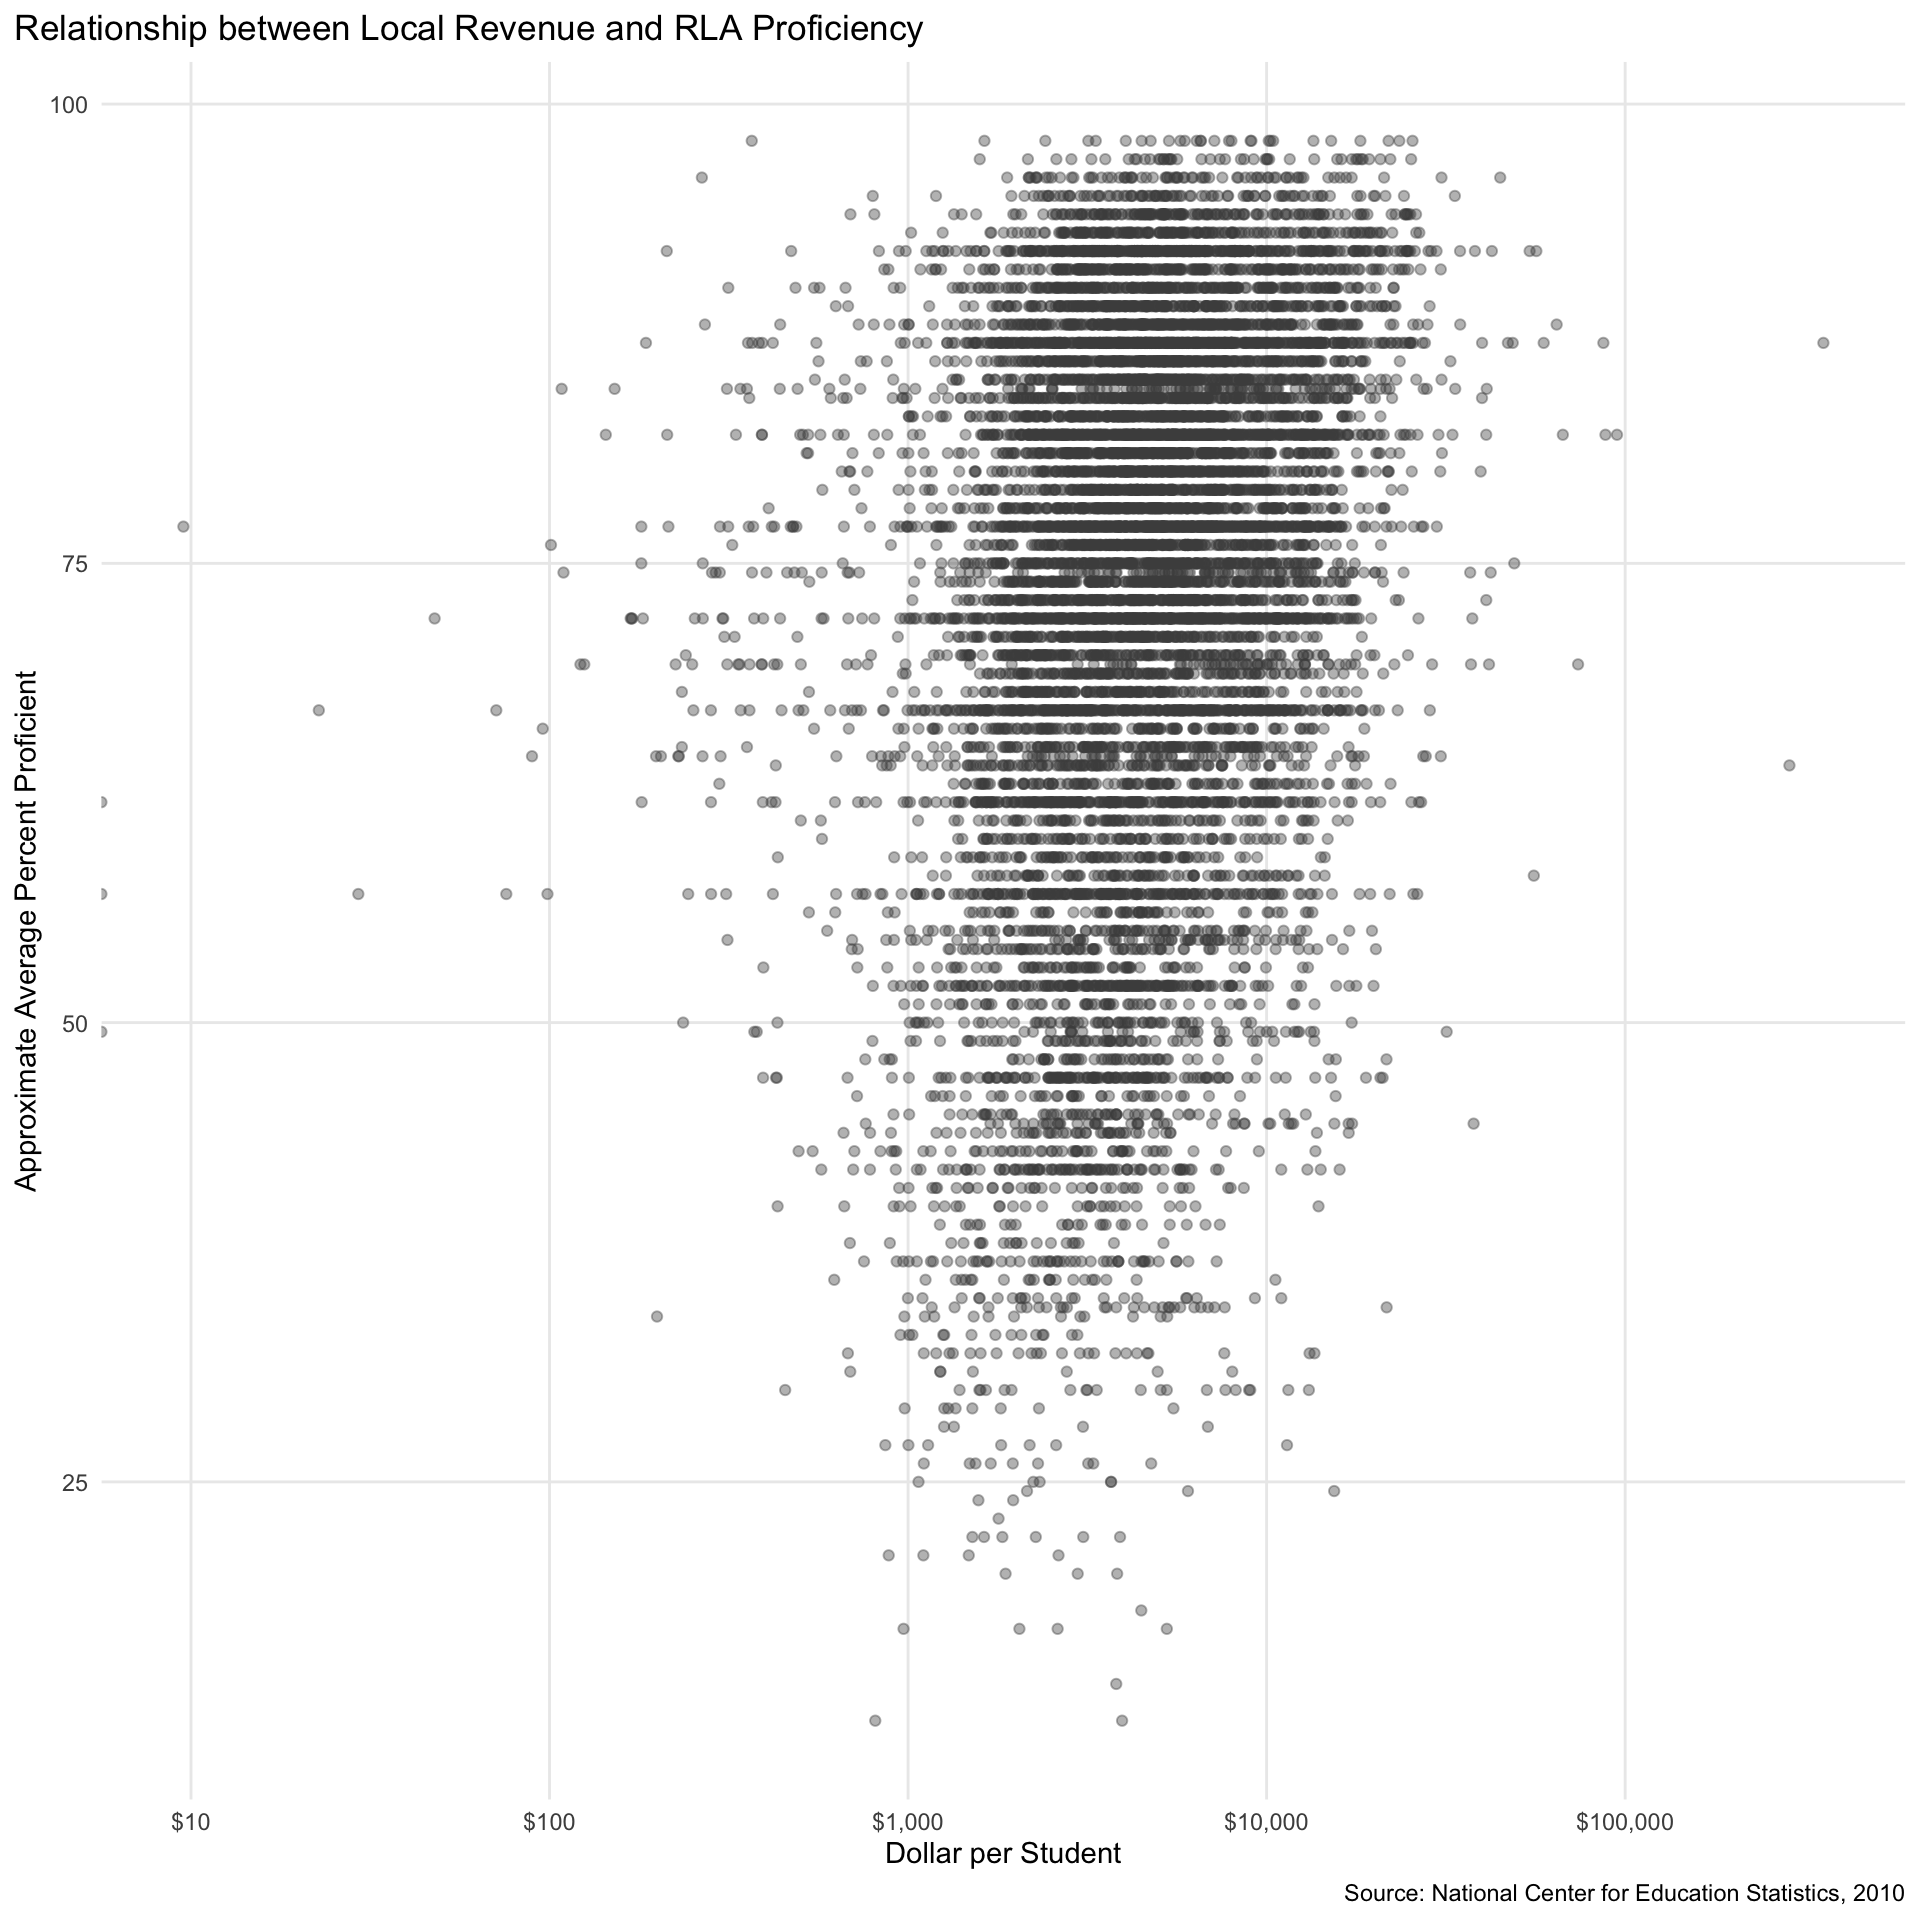 Relationship between Local Revenue and RLA Proficiency
Approximate Average Percent Proficient
100
75
50
25
$10 $100 $1,000 $10,000 $100,000
Dollar per Student
Source: National Center for Education Statistics, 2010